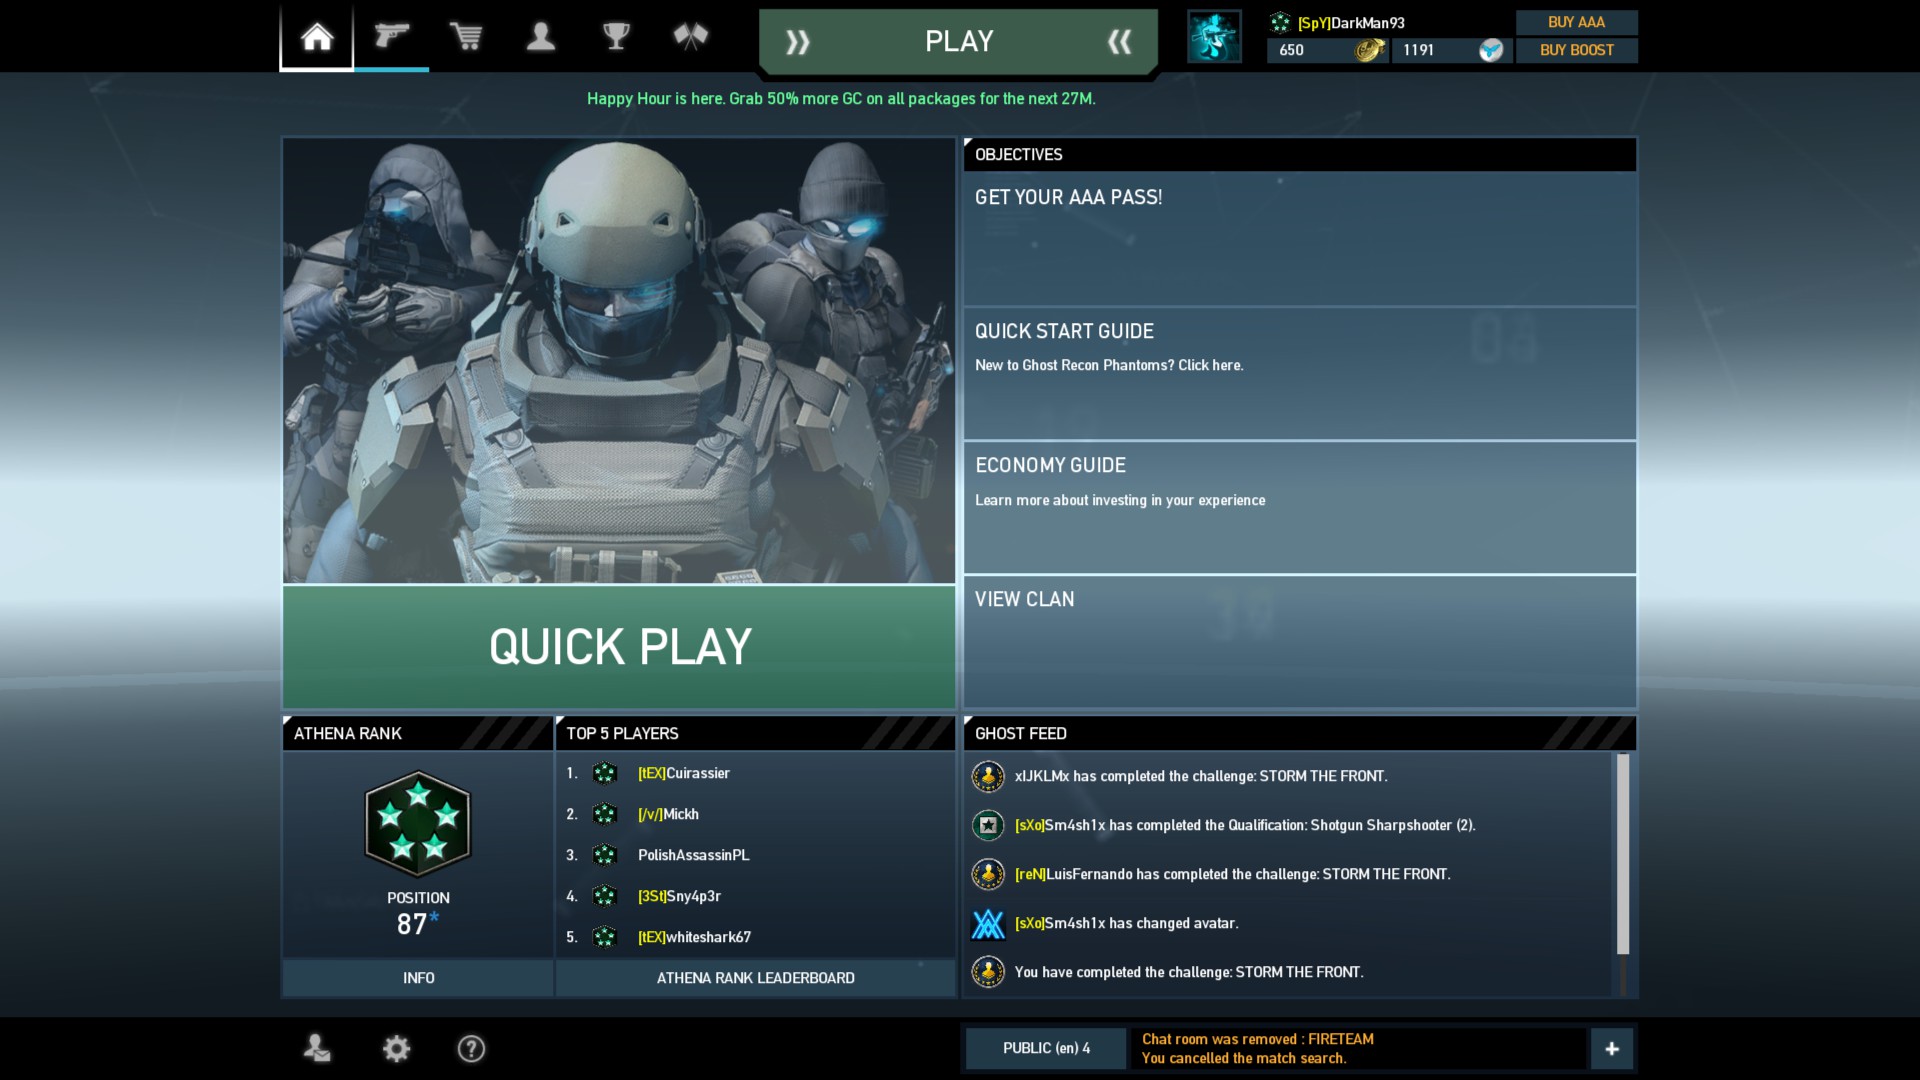 PLAY
[SpY]DarkMan93
650
1191
BUY AAA
BUY BOOST
Happy Hour is here. Grab 50% more GC on all packages for the next 27M.
QUICK PLAY
OBJECTIVES
GET YOUR AAA PASS!
QUICK START GUIDE
New to Ghost Recon Phantoms? Click here.
ECONOMY GUIDE
Learn more about investing in your experience
VIEW CLAN
ATHENA RANK
POSITION
87*
INFO
TOP 5 PLAYERS
1. [tEX]Cuirassier
2. [/v/]Mickh
3. PolishAssassinPL
4. [3St]Sny4p3r
5. [tEX]whiteshark67
ATHENA RANK LEADERBOARD
GHOST FEED
xIJKLMx has completed the challenge: STORM THE FRONT.
[sXo]Sm4sh1x has completed the Qualification: Shotgun Sharpshooter (2).
[reN]LuisFernando has completed the challenge: STORM THE FRONT.
[sXo]Sm4sh1x has changed avatar.
You have completed the challenge: STORM THE FRONT.
PUBLIC (en) 4
Chat room was removed : FIRETEAM
You cancelled the match search.